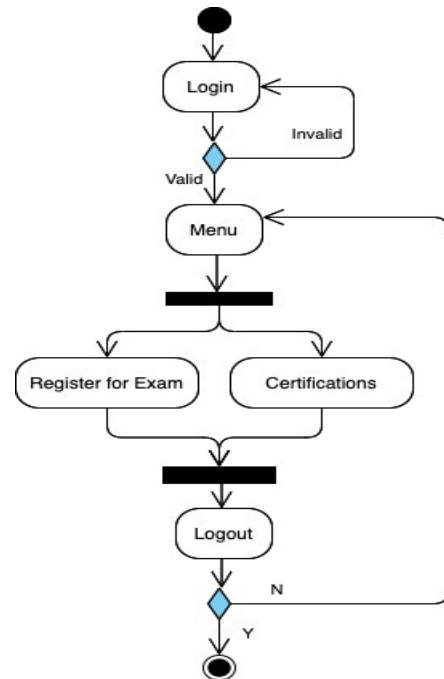 Login
Invalid
Valid
Menu
Register for Exam
Certifications
Logout
N
Y